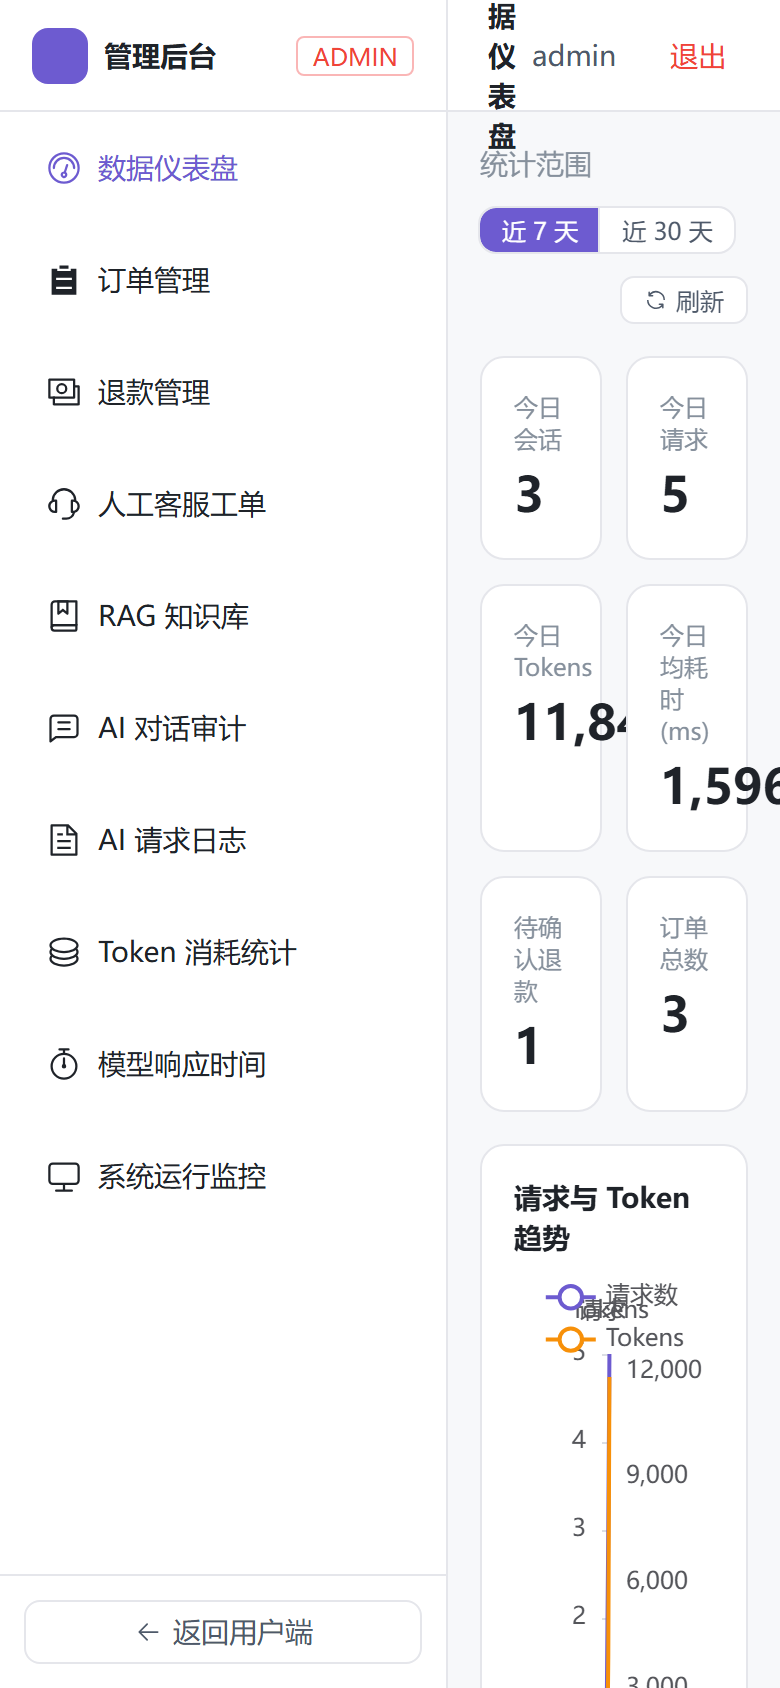 管理后台
ADMIN
数据仪表盘
订单管理
退款管理
人工客服工单
RAG 知识库
AI 对话审计
AI 请求日志
Token 消耗统计
模型响应时间
系统运行监控
返回用户端
据
仪
表
盘
admin
退出
统计范围
近 7 天
近 30 天
刷新
今日
会话
3
今日
请求
5
今日
Tokens
11,84
今日
均耗
时
(ms)
1,596
待确
认退
款
1
订单
总数
3
请求与 Token
趋势
请求数
Tokens
请求
Tokens
5
4
3
2
12,000
9,000
6,000
3,000